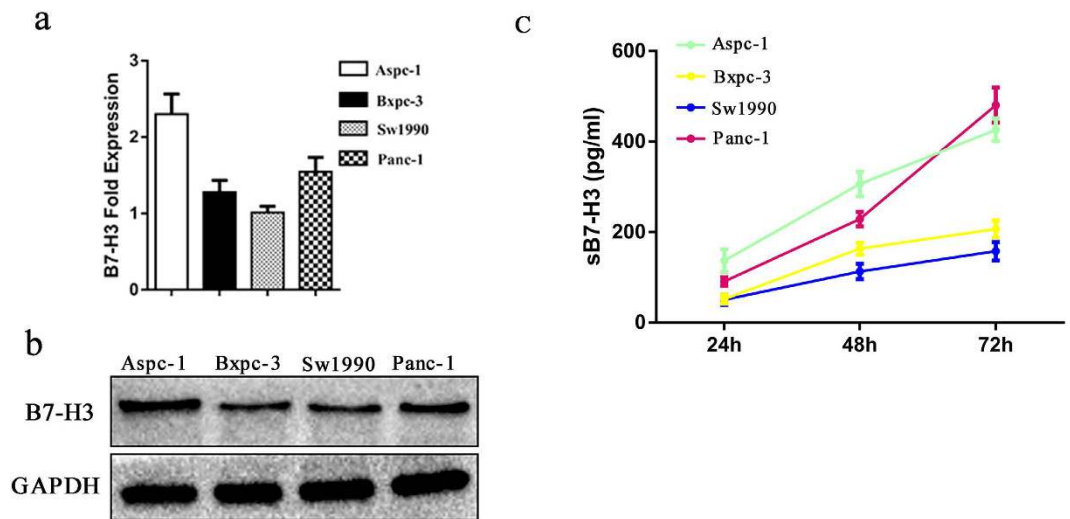 a
B7-H3 Fold Expression
3
2
1
0
Aspc-1
Bxpc-3
Sw1990
Panc-1
b
Aspc-1 Bxpc-3 Sw1990 Panc-1
B7-H3
GAPDH
C
sB7-H3 (pg/ml)
600
400
200
0
Aspc-1
Bxpc-3
Sw1990
Panc-1
24h 48h 72h